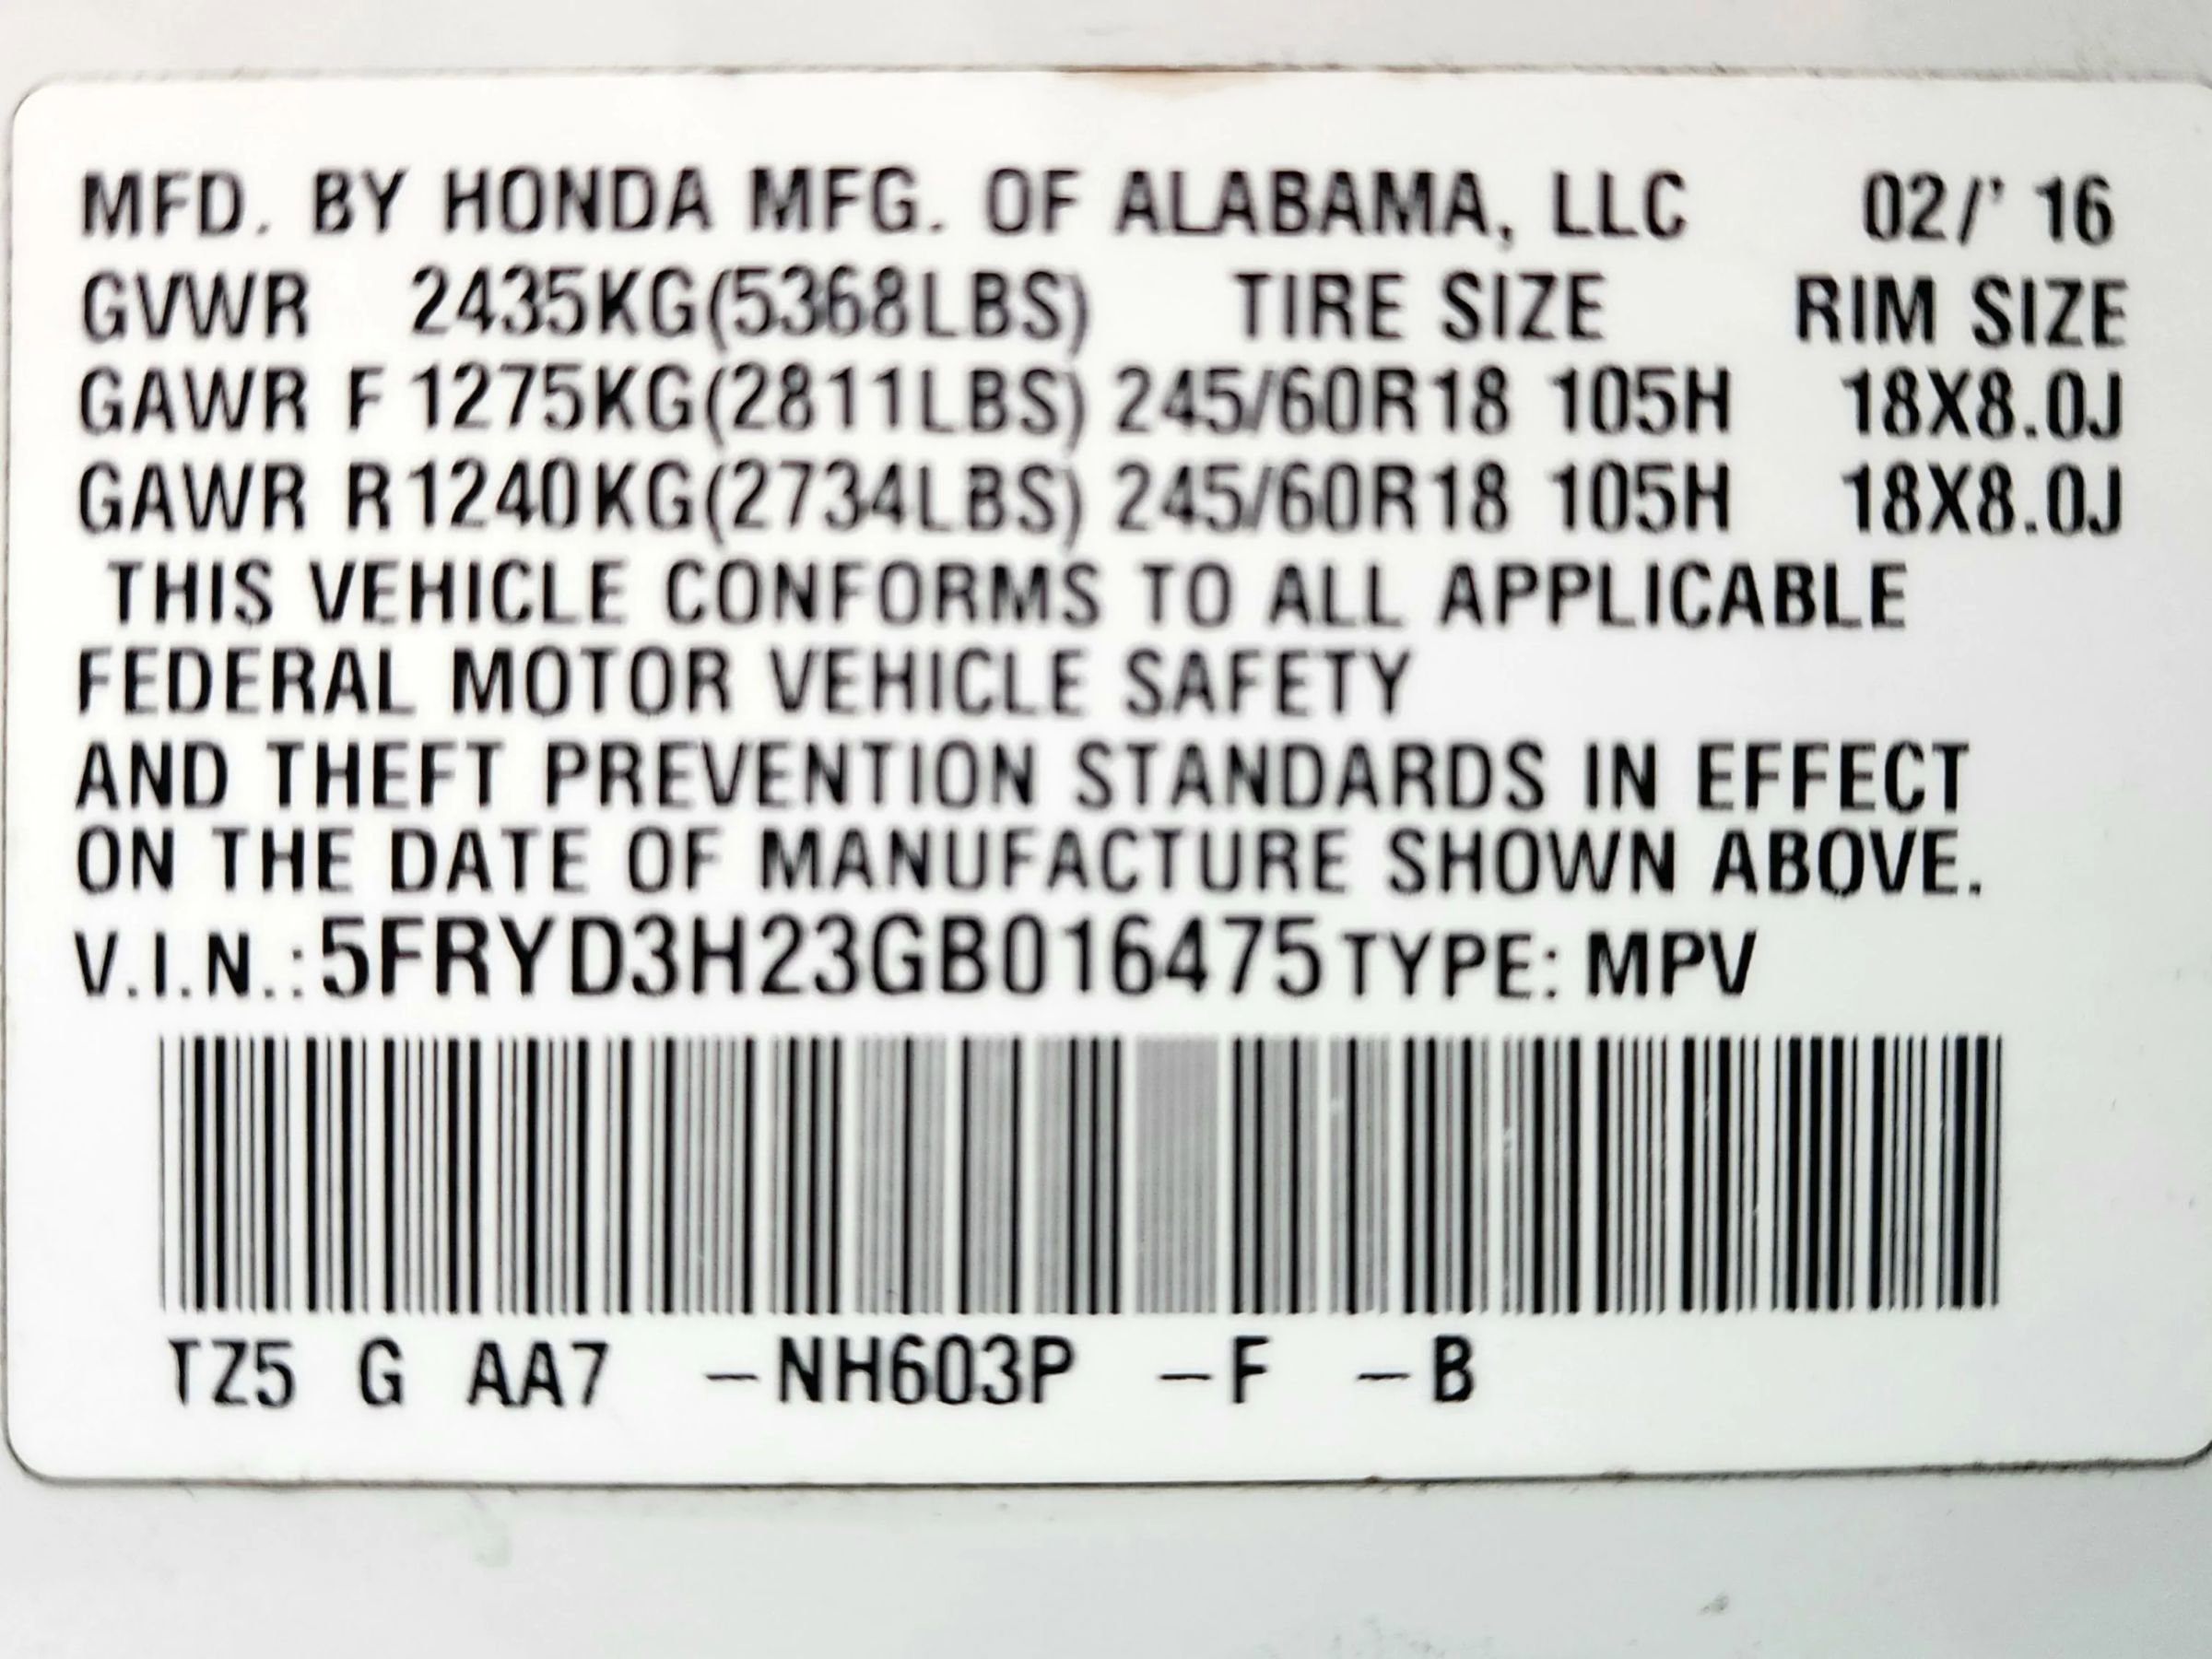 MFD. BY HONDA MFG. OF ALABAMA, LLC 02/' 16
GVWR 2435KG(5368LBS) TIRE SIZE RIM SIZE
GAWR F 1275KG(2811LBS) 245/60R18 105H 18X8.0J
GAWR R 1240KG(2734LBS) 245/60R18 105H 18X8.0J
THIS VEHICLE CONFORMS TO ALL APPLICABLE
FEDERAL MOTOR VEHICLE SAFETY
AND THEFT PREVENTION STANDARDS IN EFFECT
ON THE DATE OF MANUFACTURE SHOWN ABOVE.
V.I.N.:5FRYD3H23GB016475 TYPE: MPV
TZ5 G AA7 –NH603P –F –B